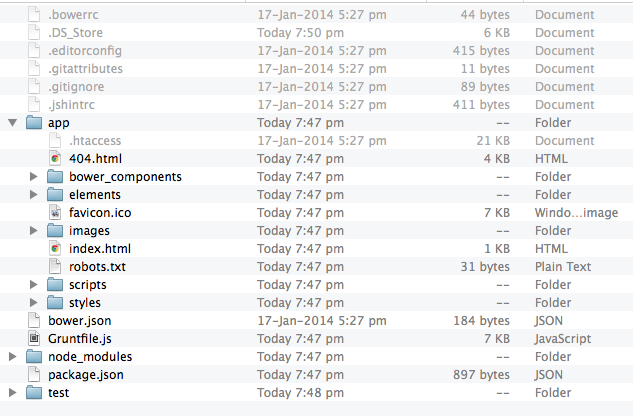 .bowerrc 17-Jan-2014 5:27 pm 44 bytes Document
.DS_Store Today 7:50 pm 6 KB Document
.editorconfig 17-Jan-2014 5:27 pm 415 bytes Document
.gitattributes 17-Jan-2014 5:27 pm 11 bytes Document
.gitignore 17-Jan-2014 5:27 pm 89 bytes Document
.jshintrc 17-Jan-2014 5:27 pm 411 bytes Document
app Today 7:47 pm -- Folder
.htaccess Today 7:47 pm 21 KB Document
404.html Today 7:47 pm 4 KB HTML
bower_components Today 7:47 pm -- Folder
elements Today 7:47 pm -- Folder
favicon.ico Today 7:47 pm 7 KB Windo...image
images Today 7:47 pm -- Folder
index.html Today 7:47 pm 1 KB HTML
robots.txt Today 7:47 pm 31 bytes Plain Text
scripts Today 7:47 pm -- Folder
styles Today 7:47 pm -- Folder
bower.json 17-Jan-2014 5:27 pm 184 bytes JSON
Gruntfile.js Today 7:47 pm 7 KB JavaScript
node_modules Today 7:47 pm -- Folder
package.json Today 7:47 pm 897 bytes JSON
test Today 7:48 pm -- Folder